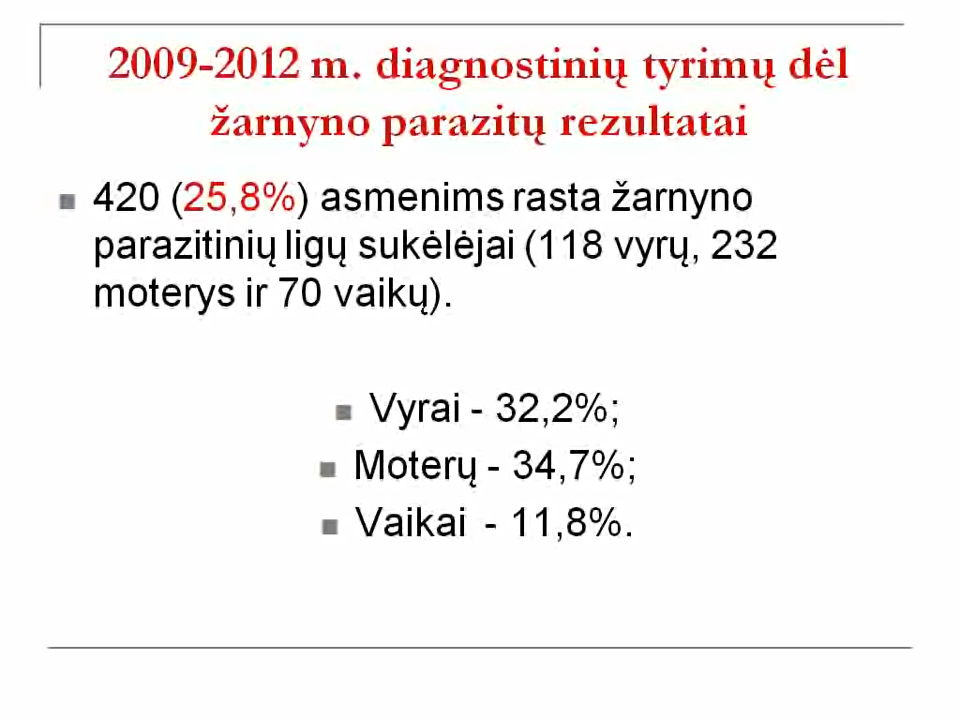 2009-2012 m. diagnostinių tyrimų dėl
žarnyno parazitų rezultatai
420 (25,8%) asmenims rasta žarnyno
parazitinių ligų sukėlėjai (118 vyrų, 232
moterys ir 70 vaikų).
Vyrai - 32,2%;
Moterų - 34,7%;
Vaikai - 11,8%.